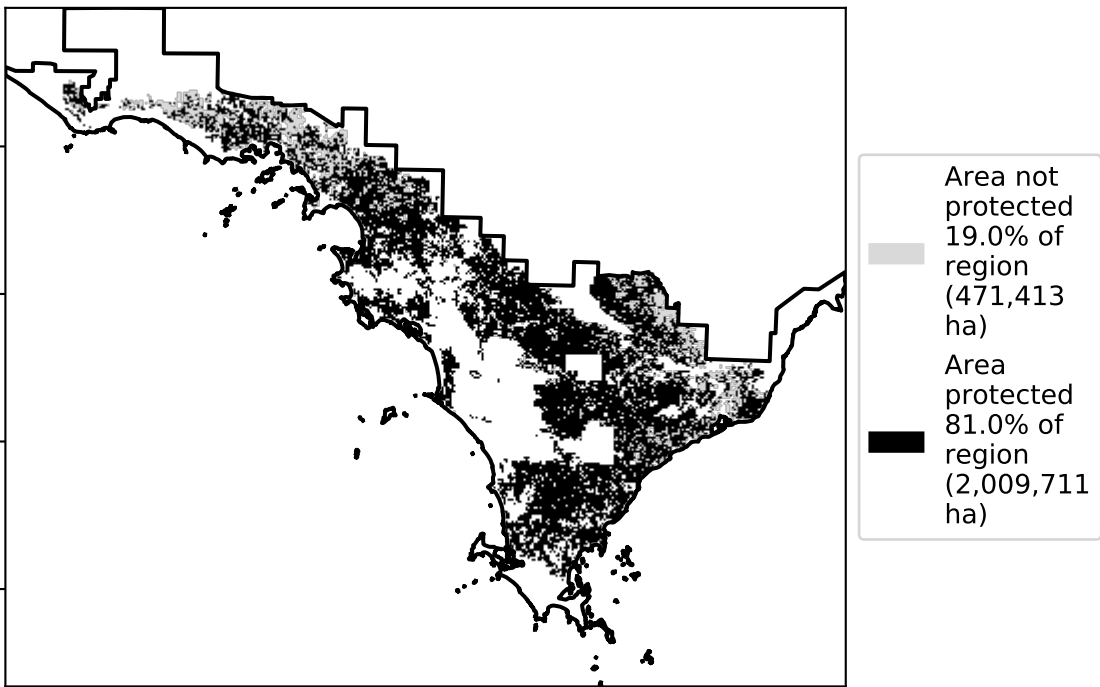 Area not
protected
19.0% of
region
(471,413
ha)
Area
protected
81.0% of
region
(2,009,711
ha)